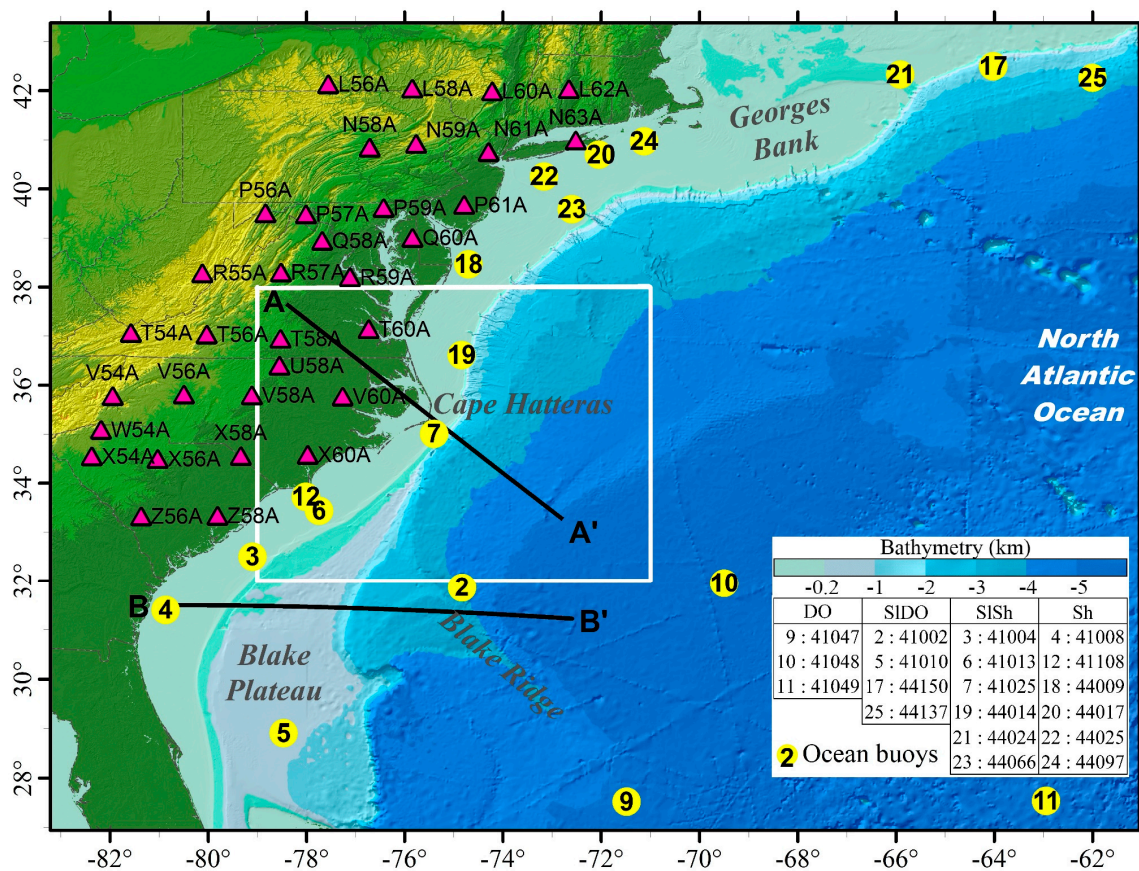 42°
40°
38°
36°
34°
32°
30°
28°
21
17
25
L56A
L58A
L60A
L62A
Georges
Bank
N58A
N59A
N61A
N63A
24
20
22
23
P56A
P57A
P59A
P61A
Q58A
Q60A
18
R55A
R57A
R59A
A
T54A
T56A
T58A
T60A
North
Atlantic
Ocean
19
U58A
V54A
V56A
V58A
V60A
Cape Hatteras
7
W54A
X58A
X54A
X56A
X60A
12
6
Z56A
Z58A
A'
3
2
10
B
4
B'
Blake Ridge
Blake
Plateau
5
9
11
Bathymetry (km)
-0.2 -1 -2 -3 -4 -5
DO SlDO SlSh Sh
9 : 41047 2 : 41002 3 : 41004 4 : 41008
10 : 41048 5 : 41010 6 : 41013 12 : 41108
11 : 41049 17 : 44150 7 : 41025 18 : 44009
25 : 44137 19 : 44014 20 : 44017
21 : 44024 22 : 44025
23 : 44066 24 : 44097
2 Ocean buoys
-82° -80° -78° -76° -74° -72° -70° -68° -66° -64° -62°